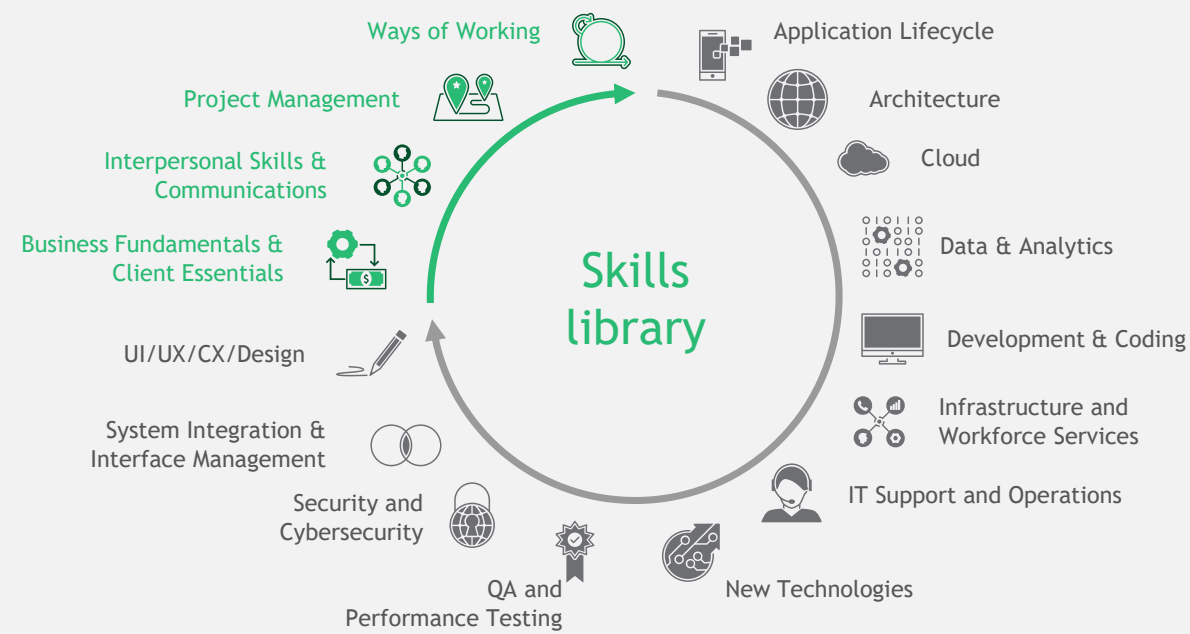 Ways of Working
Application Lifecycle
Project Management
Architecture
Interpersonal Skills &
Communications
Cloud
Business Fundamentals &
Client Essentials
Data & Analytics
Skills
library
UI/UX/CX/Design
Development & Coding
System Integration &
Interface Management
Infrastructure and
Workforce Services
Security and
Cybersecurity
IT Support and Operations
QA and
Performance Testing
New Technologies